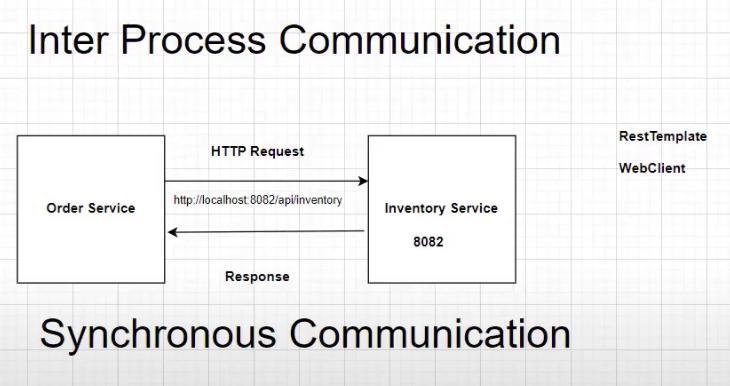 Inter Process Communication
HTTP Request
RestTemplate
WebClient
http://localhost:8082/api/inventory
Order Service
Inventory Service
8082
Response
Synchronous Communication